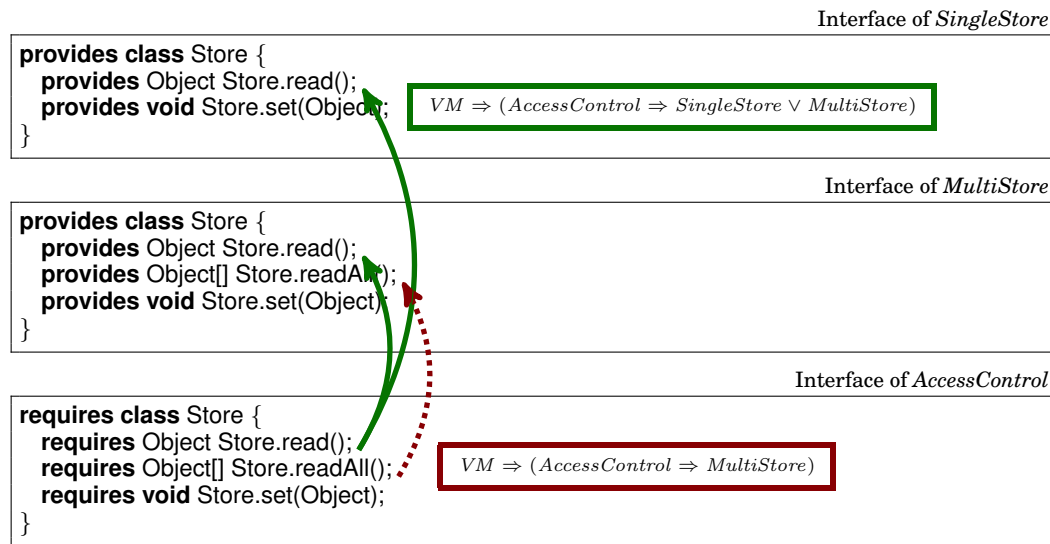 Interface of SingleStore
provides class Store {
provides Object Store.read();
provides void Store.set(Object);
VM ⇒ (AccessControl ⇒ SingleStore ∨ MultiStore)
}
Interface of MultiStore
provides class Store {
provides Object Store.read();
provides Object[] Store.readAll();
provides void Store.set(Object);
}
Interface of AccessControl
requires class Store {
requires Object Store.read();
requires Object[] Store.readAll();
VM ⇒ (AccessControl ⇒ MultiStore)
requires void Store.set(Object);
}